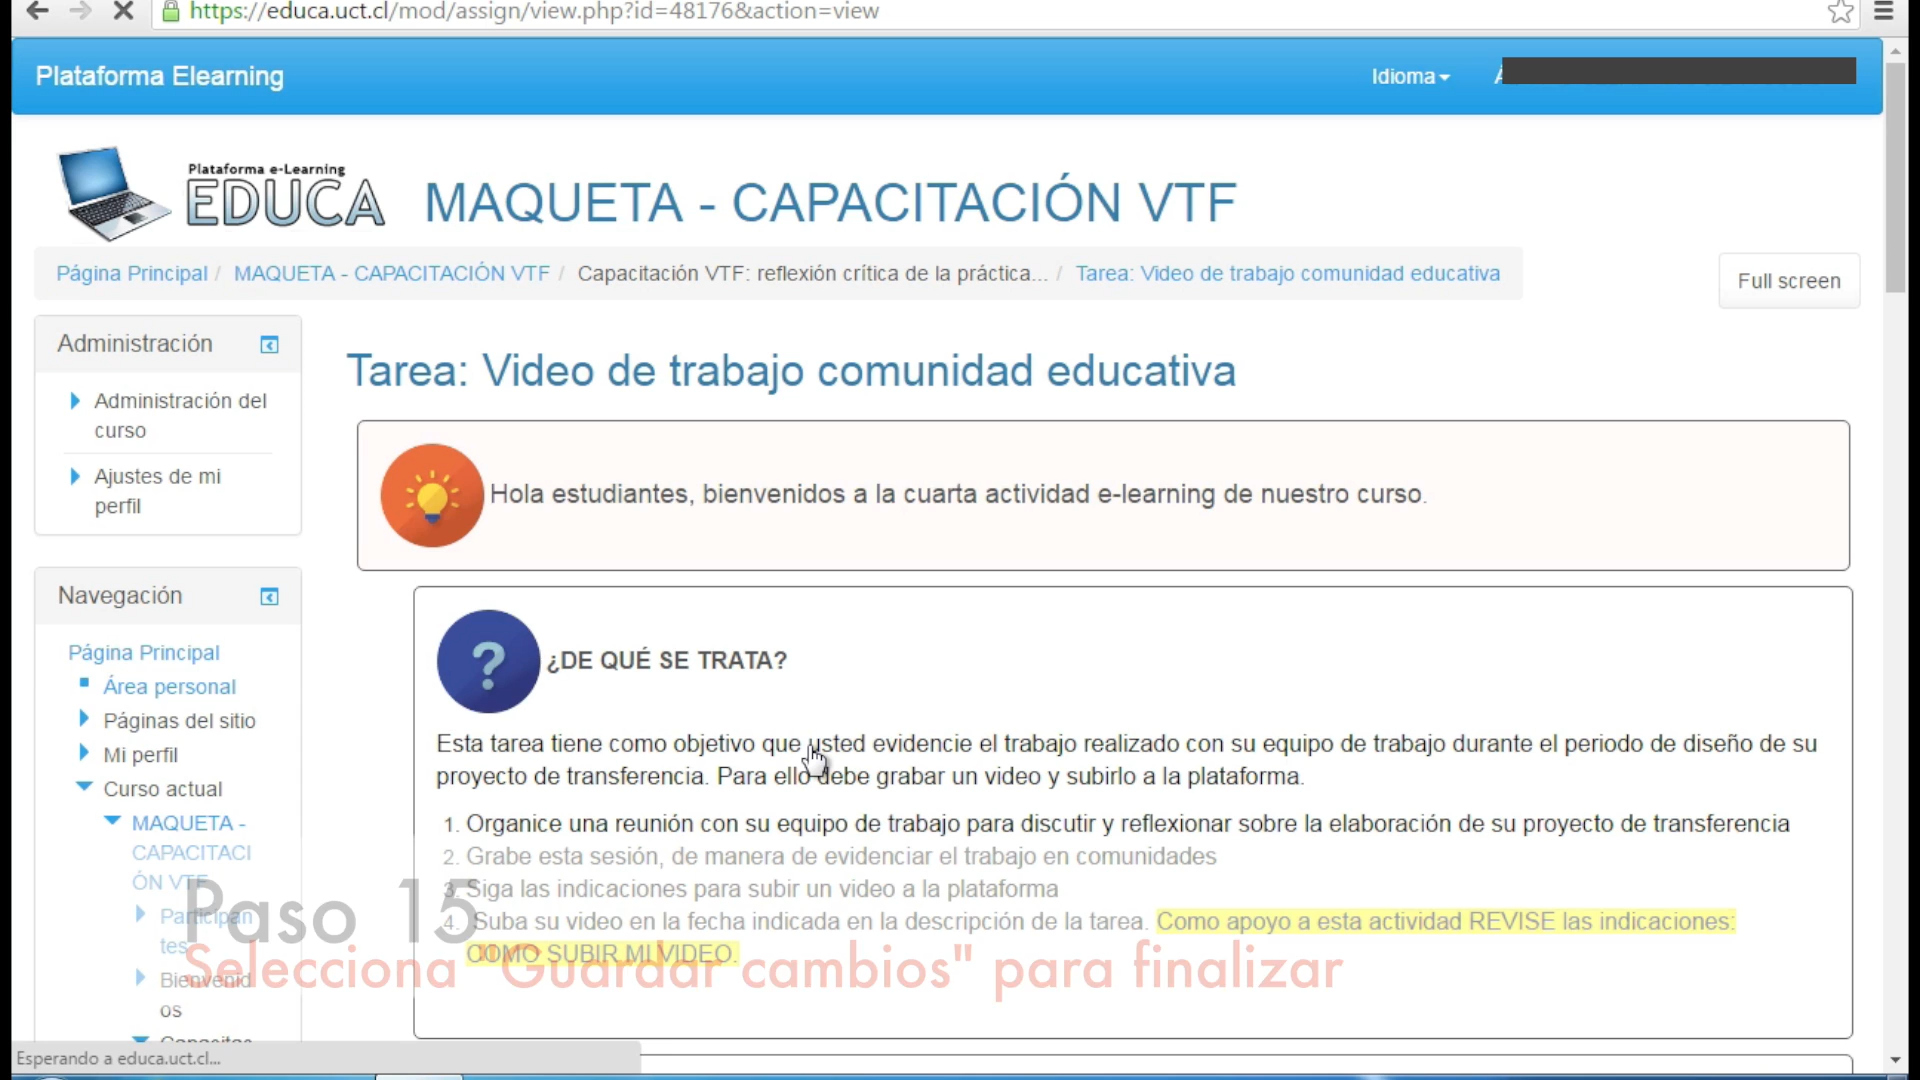 https://educa.uct.cl/mod/assign/view.php?id=48176&action=view
Plataforma Elearning
Idioma
Plataforma e-Learning
EDUCA
MAQUETA - CAPACITACIÓN VTF
Página Principal / MAQUETA - CAPACITACIÓN VTF / Capacitación VTF: reflexión crítica de la práctica... / Tarea: Video de trabajo comunidad educativa
Full screen
Administración
Administración del
curso
Ajustes de mi
perfil
Navegación
Página Principal
Área personal
Páginas del sitio
Mi perfil
Curso actual
MAQUETA -
CAPACITACI
ÓN VTF
Participan
tes
Bienvenid
os
Tarea: Video de trabajo comunidad educativa
Hola estudiantes, bienvenidos a la cuarta actividad e-learning de nuestro curso.
¿DE QUÉ SE TRATA?
Esta tarea tiene como objetivo que usted evidencie el trabajo realizado con su equipo de trabajo durante el periodo de diseño de su
proyecto de transferencia. Para ello debe grabar un video y subirlo a la plataforma.
1. Organice una reunión con su equipo de trabajo para discutir y reflexionar sobre la elaboración de su proyecto de transferencia
2. Grabe esta sesión, de manera de evidenciar el trabajo en comunidades
3. Siga las indicaciones para subir un video a la plataforma
4. Suba su video en la fecha indicada en la descripción de la tarea. Como apoyo a esta actividad REVISE las indicaciones:
COMO SUBIR MI VIDEO.
Paso 15
Selecciona "Guardar cambios" para finalizar
Esperando a educa.uct.cl...